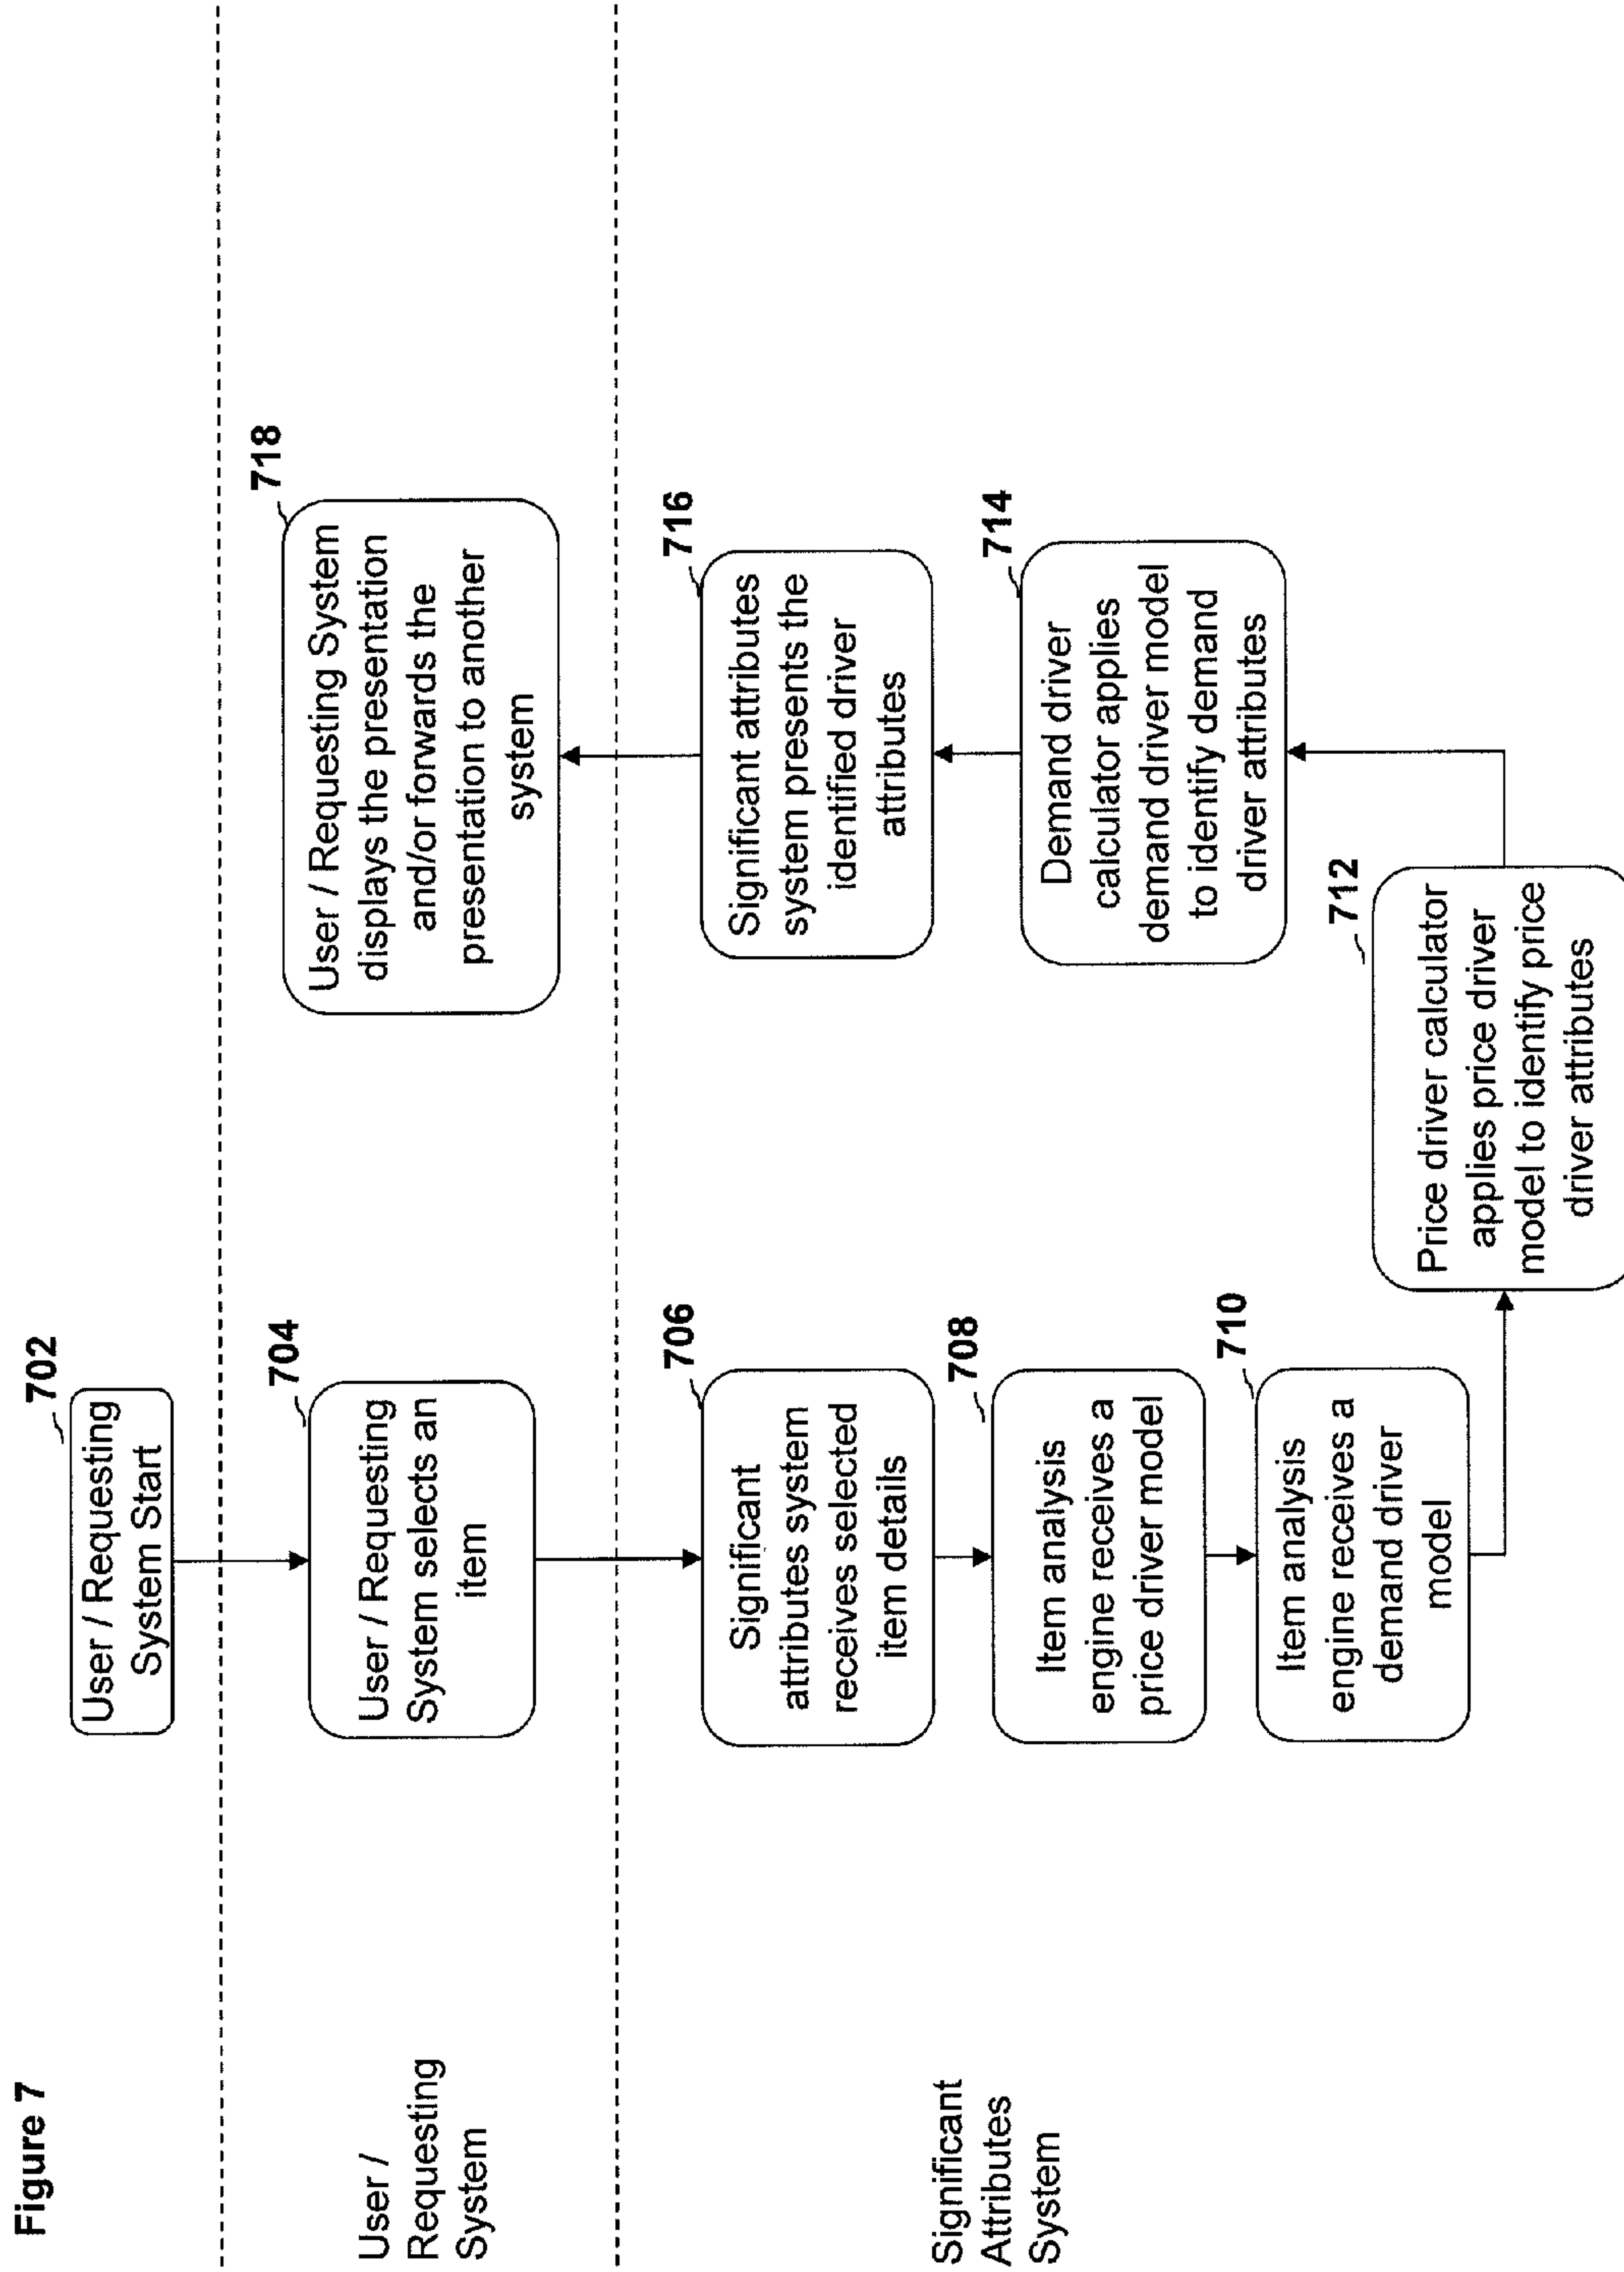 Figure 7
702
User / Requesting
System Start
User /
Requesting
System
704
User / Requesting
System selects an
item
718
User / Requesting System
displays the presentation
and/or forwards the
presentation to another
system
Significant
Attributes
System
706
Significant
attributes system
receives selected
item details
708
Item analysis
engine receives a
price driver model
710
Item analysis
engine receives a
demand driver
model
712
Price driver calculator
applies price driver
model to identify price
driver attributes
714
Demand driver
calculator applies
demand driver model
to identify demand
driver attributes
716
Significant attributes
system presents the
identified driver
attributes